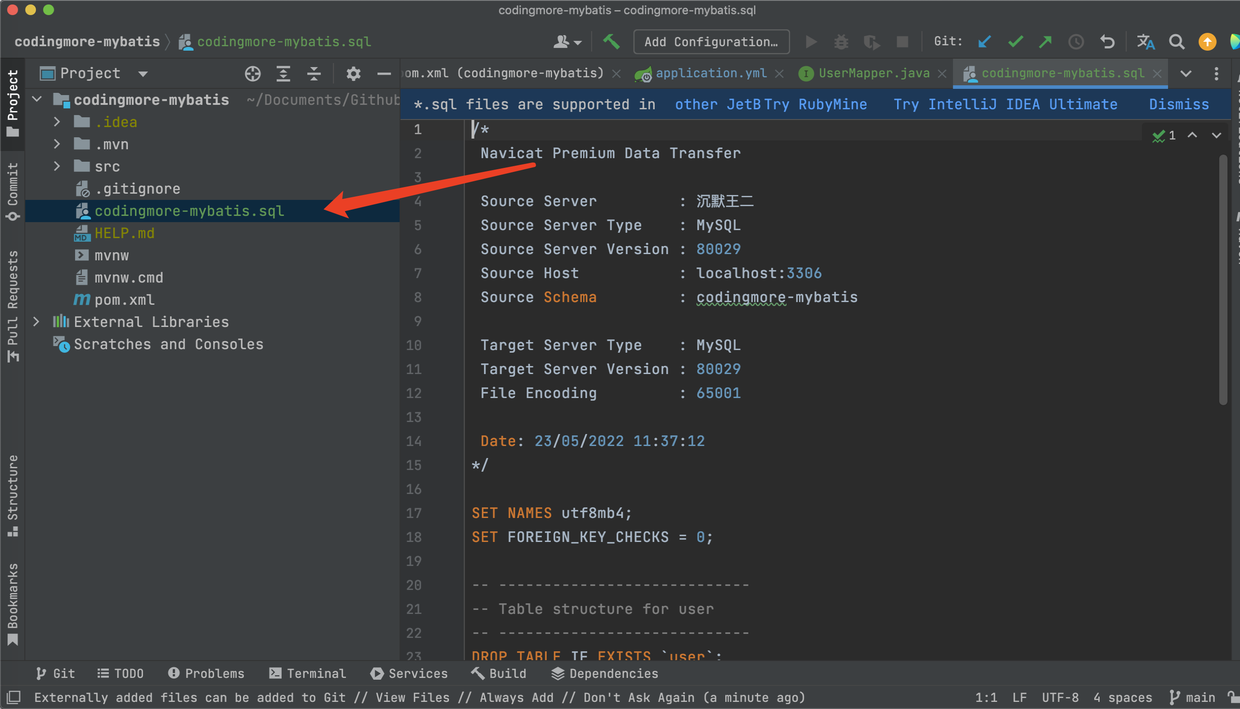 codingmore-mybatis – codingmore-mybatis.sql
codingmore-mybatis codingmore-mybatis.sql Add Configuration... Git:
Project
om.xml (codingmore-mybatis) application.yml UserMapper.java codingmore-mybatis.sql
*.sql files are supported in other JetB Try RubyMine Try IntelliJ IDEA Ultimate Dismiss
Project
Commit
Pull Requests
Structure
Bookmarks
codingmore-mybatis ~/Documents/Github
.idea
.mvn
src
.gitignore
codingmore-mybatis.sql
HELP.md
mvnw
mvnw.cmd
pom.xml
External Libraries
Scratches and Consoles
1 /*
2 Navicat Premium Data Transfer
3
4 Source Server : 沉默王二
5 Source Server Type : MySQL
6 Source Server Version : 80029
7 Source Host : localhost:3306
8 Source Schema : codingmore-mybatis
9
10 Target Server Type : MySQL
11 Target Server Version : 80029
12 File Encoding : 65001
13
14 Date: 23/05/2022 11:37:12
15 */
16
17 SET NAMES utf8mb4;
18 SET FOREIGN_KEY_CHECKS = 0;
19
20 -- ----------------------------
21 -- Table structure for user
22 -- ----------------------------
23 DROP TABLE IF EXISTS `user`;
1
Git TODO Problems Terminal Services Build Dependencies
Externally added files can be added to Git // View Files // Always Add // Don't Ask Again (a minute ago) 1:1 LF UTF-8 4 spaces main